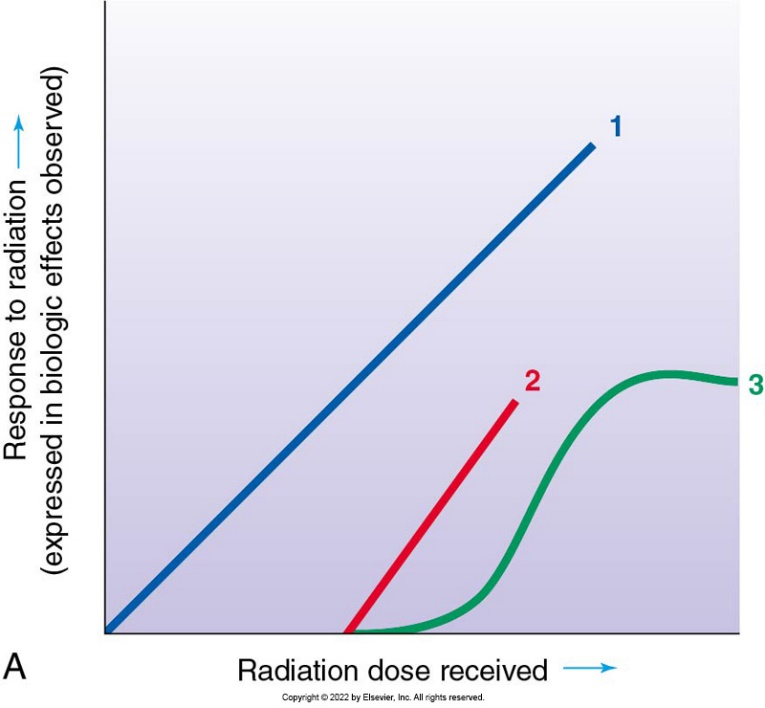 Response to radiation
(expressed in biologic effects observed)
1
2
3
A
Radiation dose received
Copyright © 2022 by Elsevier, Inc. All rights reserved.